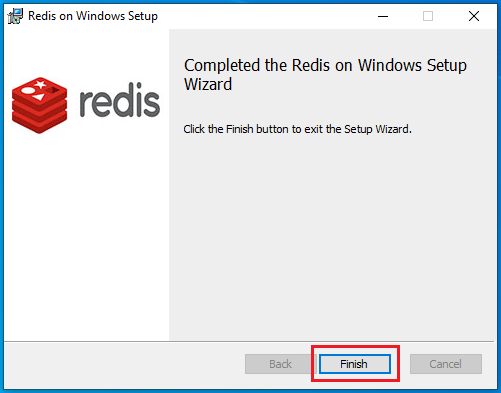 Redis on Windows Setup
redis
Completed the Redis on Windows Setup
Wizard
Click the Finish button to exit the Setup Wizard.
Back
Finish
Cancel